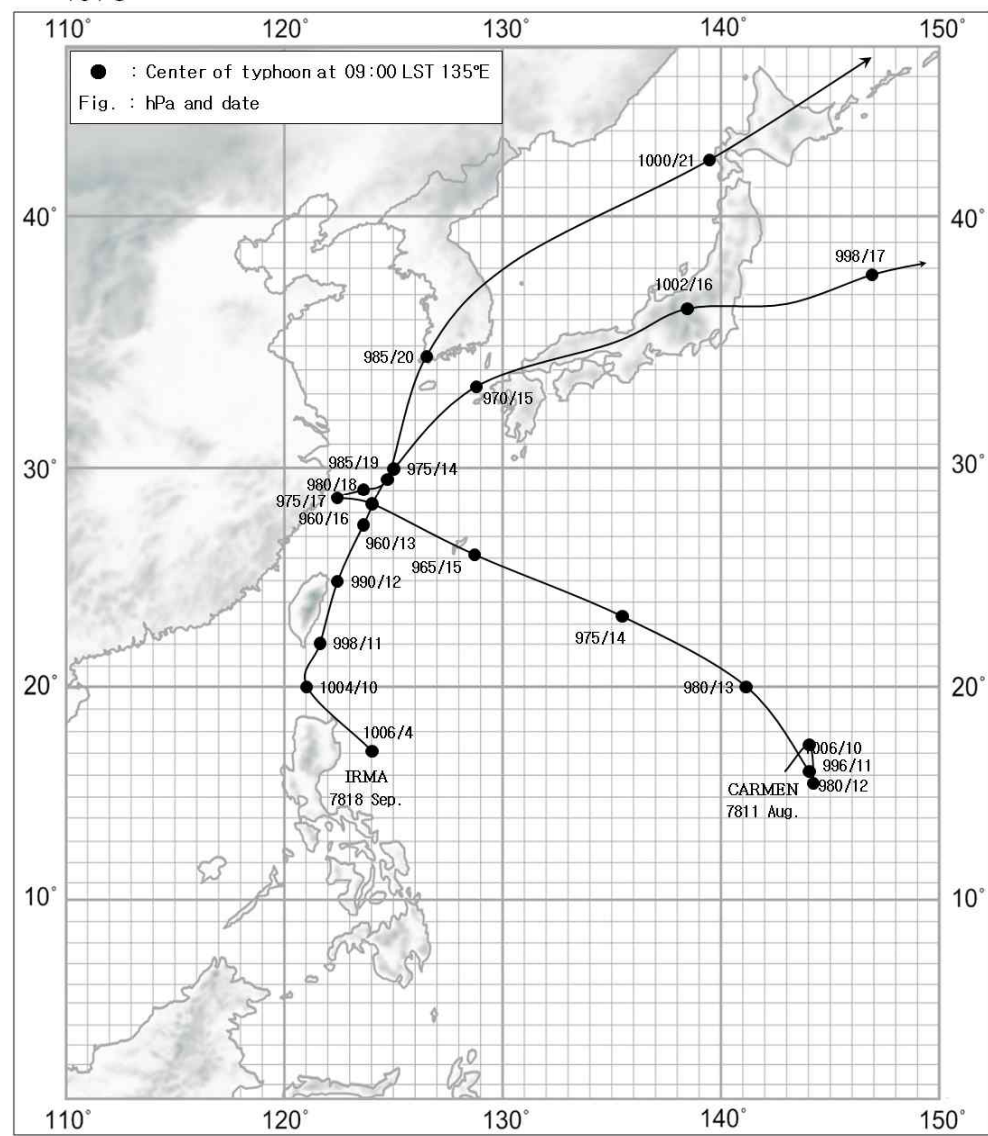 110° 120° 130° 140° 150°
● : Center of typhoon at 09:00 LST 135°E
Fig. : hPa and date
1000/21
40° 40°
998/17
1002/16
985/20
970/15
985/19 975/14
30° 30°
980/18
975/17
960/16
960/13
965/15
990/12
975/14
998/11
20° 1004/10 980/13 20°
1006/4
1006/10
996/11
IRMA
7818 Sep.
CARMEN
7811 Aug.
980/12
10° 10°
110° 120° 130° 140° 150°